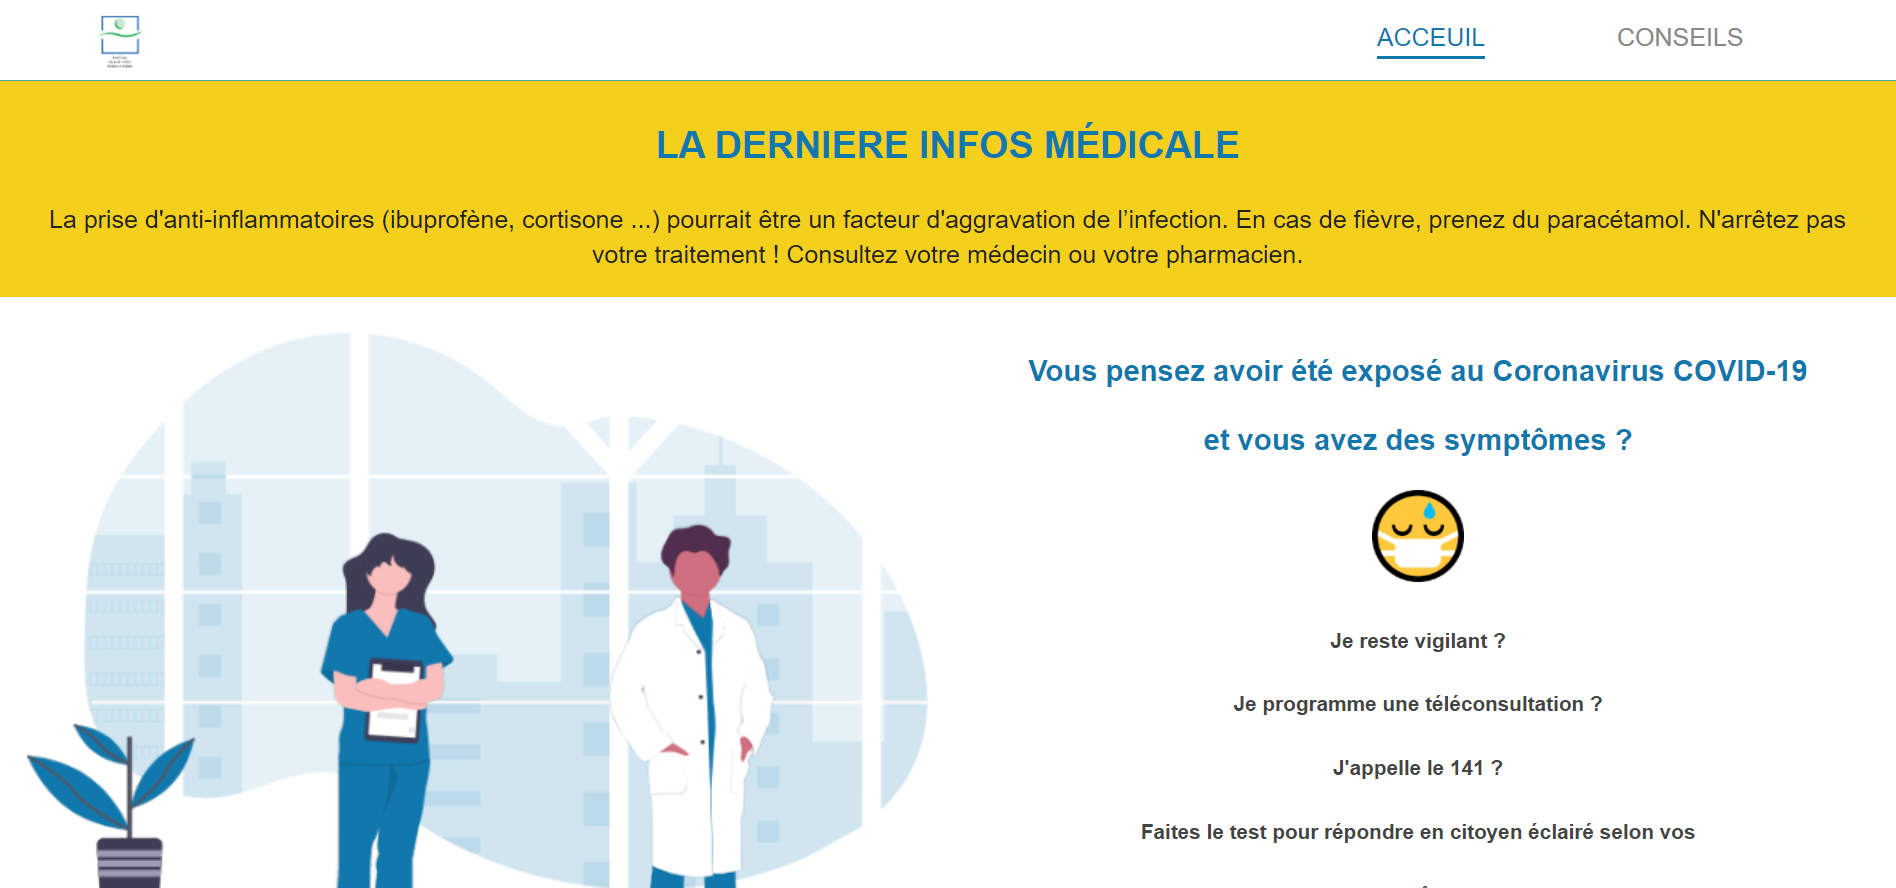 ACCEUIL
CONSEILS
LA DERNIERE INFOS MÉDICALE
La prise d'anti-inflammatoires (ibuprofène, cortisone ...) pourrait être un facteur d'aggravation de l’infection. En cas de fièvre, prenez du paracétamol. N'arrêtez pas
votre traitement ! Consultez votre médecin ou votre pharmacien.
Vous pensez avoir été exposé au Coronavirus COVID-19
et vous avez des symptômes ?
Je reste vigilant ?
Je programme une téléconsultation ?
J'appelle le 141 ?
Faites le test pour répondre en citoyen éclairé selon vos